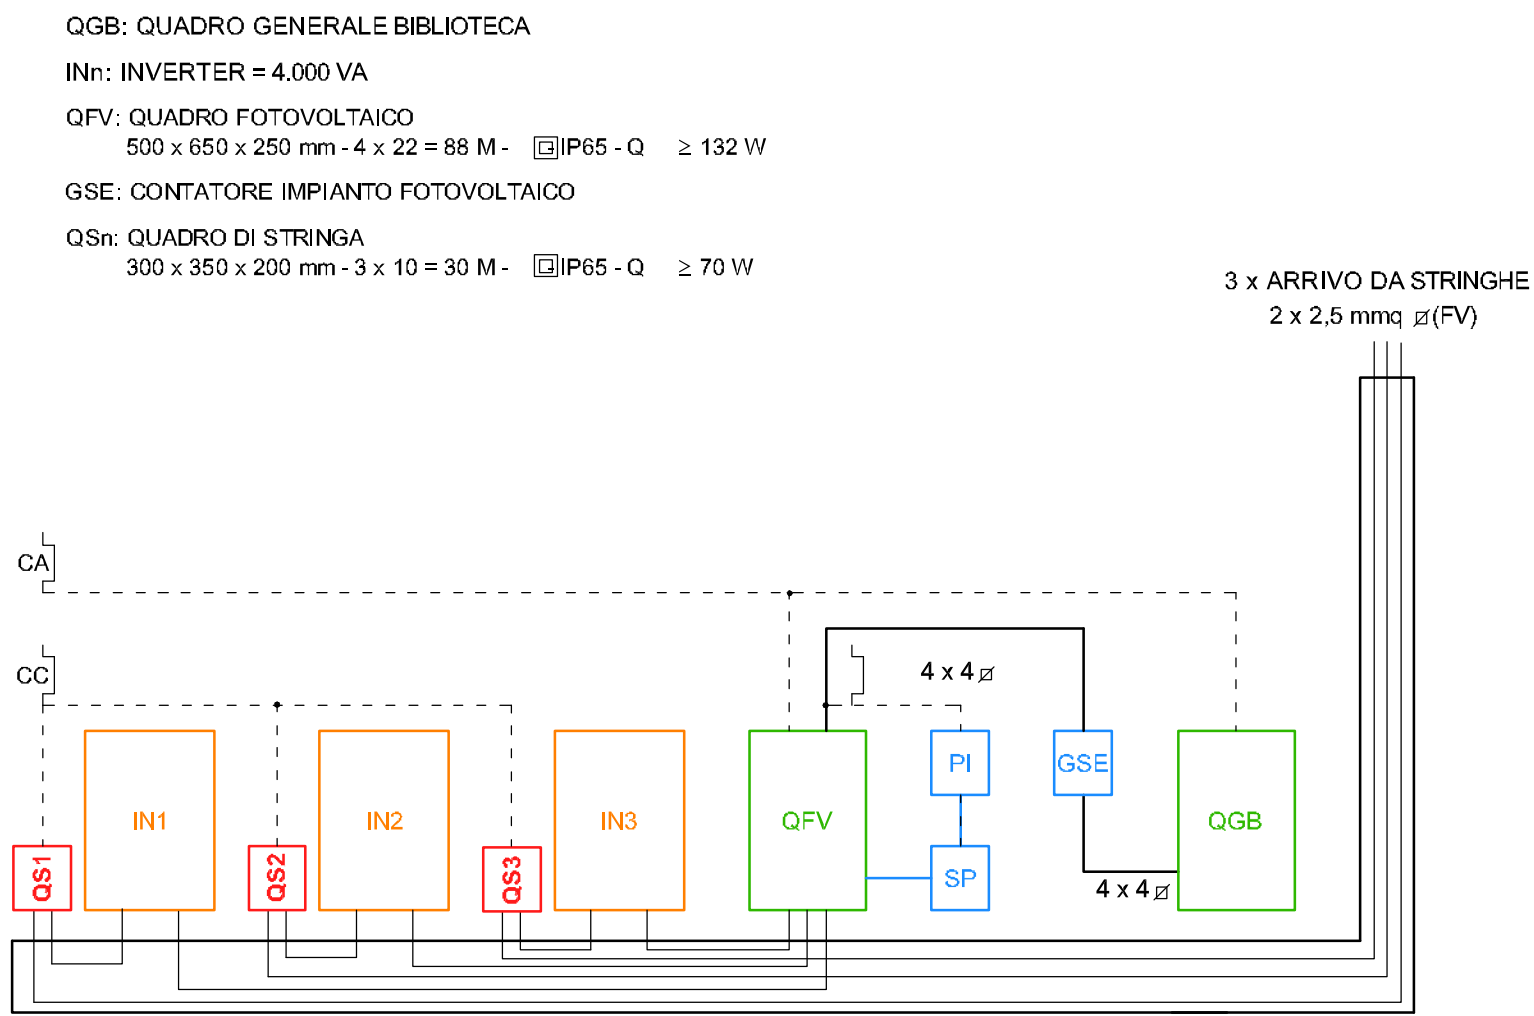 QGB: QUADRO GENERALE BIBLIOTECA
INn: INVERTER = 4.000 VA
QFV: QUADRO FOTOVOLTAICO
500 x 650 x 250 mm - 4 x 22 = 88 M - IP65 - Q ≥ 132 W
GSE: CONTATORE IMPIANTO FOTOVOLTAICO
QSn: QUADRO DI STRINGA
300 x 350 x 200 mm - 3 x 10 = 30 M - IP65 - Q ≥ 70 W
3 x ARRIVO DA STRINGHE
2 x 2,5 mmq (FV)
CA
CC
4 x 4
PI
GSE
IN1
IN2
IN3
QFV
QGB
QS1
QS2
QS3
SP
4 x 4